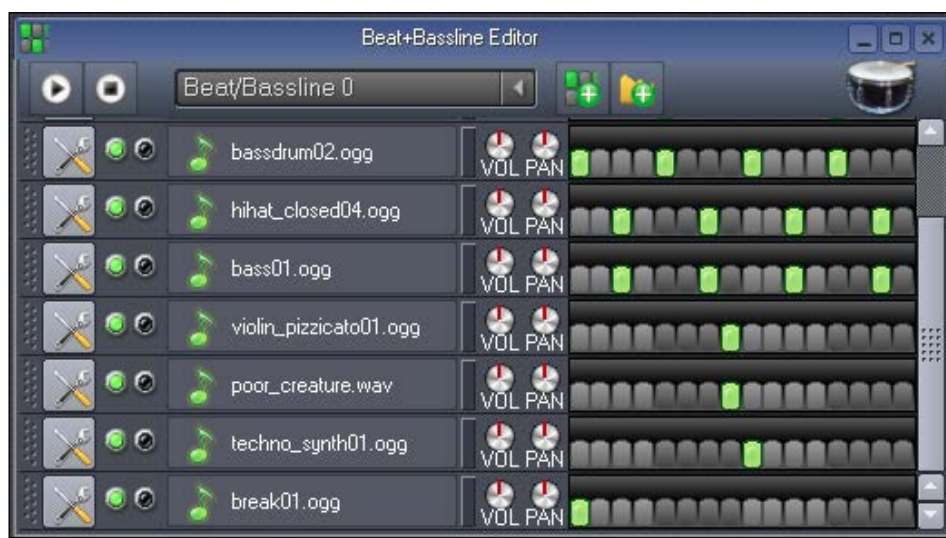 Beat+Bassline Editor
Beat/Bassline 0
bassdrum02.ogg VOL PAN
hihat_closed04.ogg VOL PAN
bass01.ogg VOL PAN
violin_pizzicato01.ogg VOL PAN
poor_creature.wav VOL PAN
techno_synth01.ogg VOL PAN
break01.ogg VOL PAN